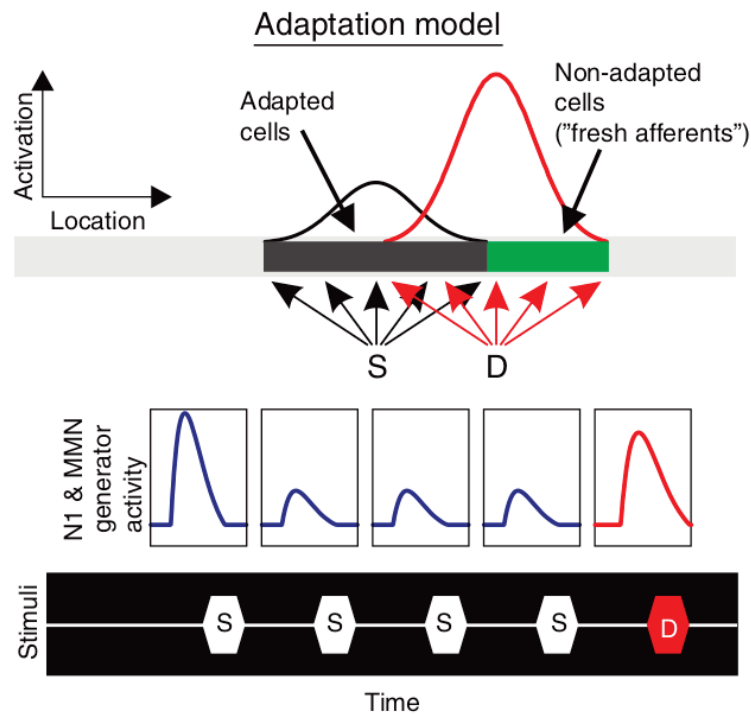 Adaptation model
Activation
Location
Adapted
cells
Non-adapted
cells
(”fresh afferents”)
S
D
N1 & MMN
generator
activity
Stimuli
S
S
S
S
D
Time